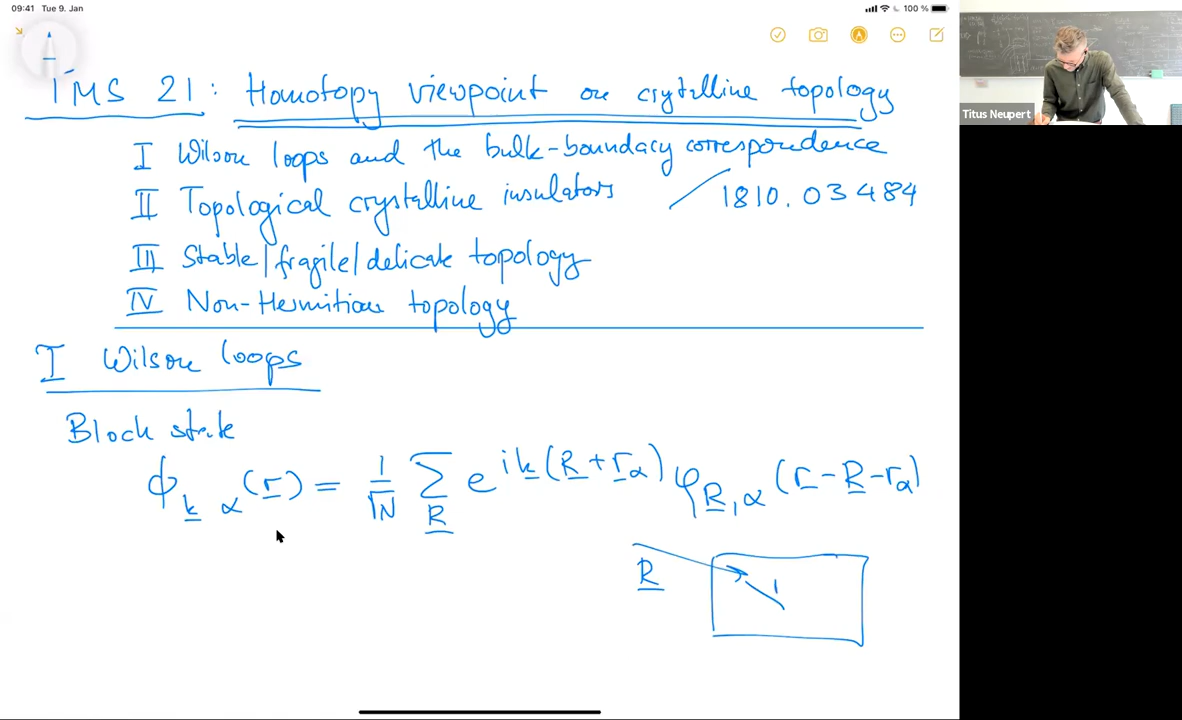 09:41 Tue 9. Jan
100 %
TMS 21: Homotopy viewpoint on crytalline topology
I Wilson loops and the bulk-boundary correspondence
II Topological crystalline insulators / 1810.03484
III Stable/fragile/delicate topology
IV Non-Hermitian topology
I Wilson loops
Bloch state
ϕ_{k α}(r) = 1/√N Σ_R e^{ik(R+r_α)} φ_{R,α}(r-R-r_α)
R
Titus Neupert